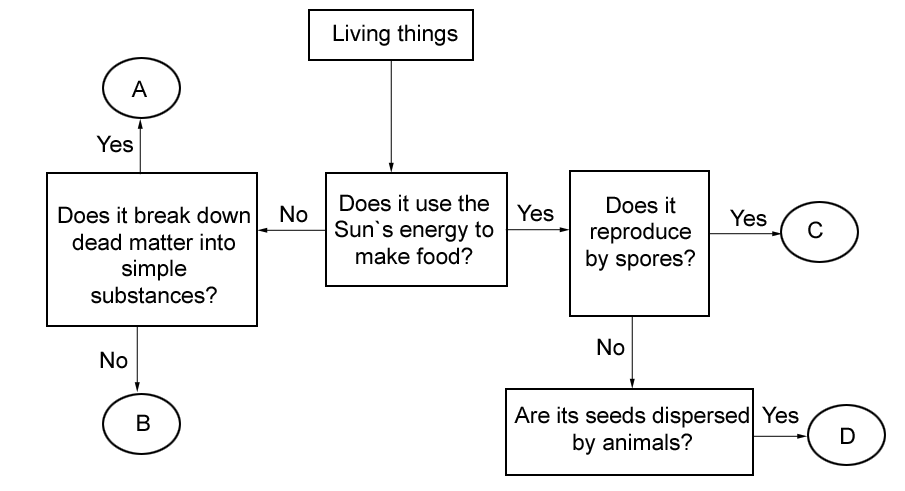 Living things
A
Yes
Does it break down
dead matter into
simple
substances?
No
Does it use the
Sun`s energy to
make food?
Yes
Does it
reproduce
by spores?
Yes
C
No
B
No
Are its seeds dispersed
by animals?
Yes
D